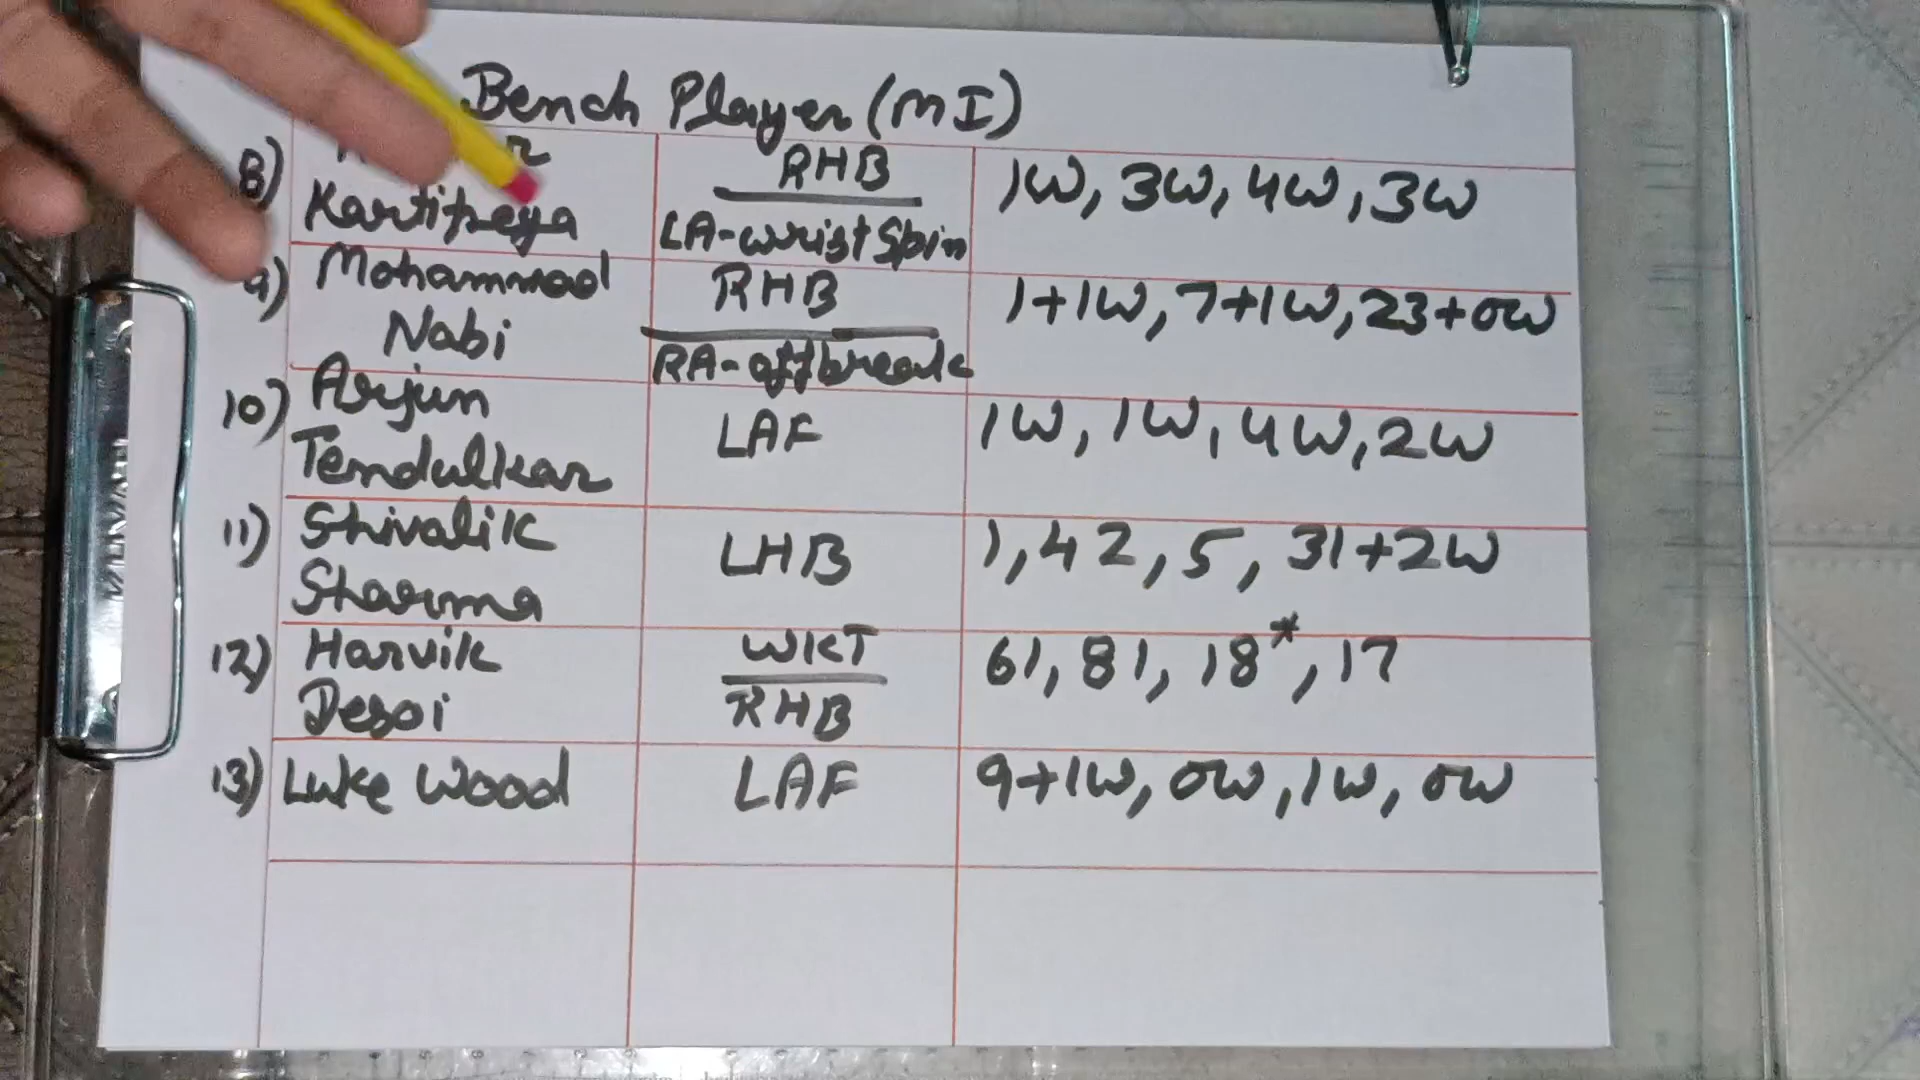 Bench Player (MI)
8) Kartikeya RHB LA-wrist Spin 1W, 3W, 4W, 3W
9) Mohammad Nabi RHB RA-offbreak 1+1W, 7+1W, 23+0W
10) Arjun Tendulkar LAF 1W, 1W, 4W, 2W
11) Shivalik Sharma LHB 1, 42, 5, 31+2W
12) Harvik Desai WKT RHB 61, 81, 18*, 17
13) Luke Wood LAF 9+1W, 0W, 1W, 0W